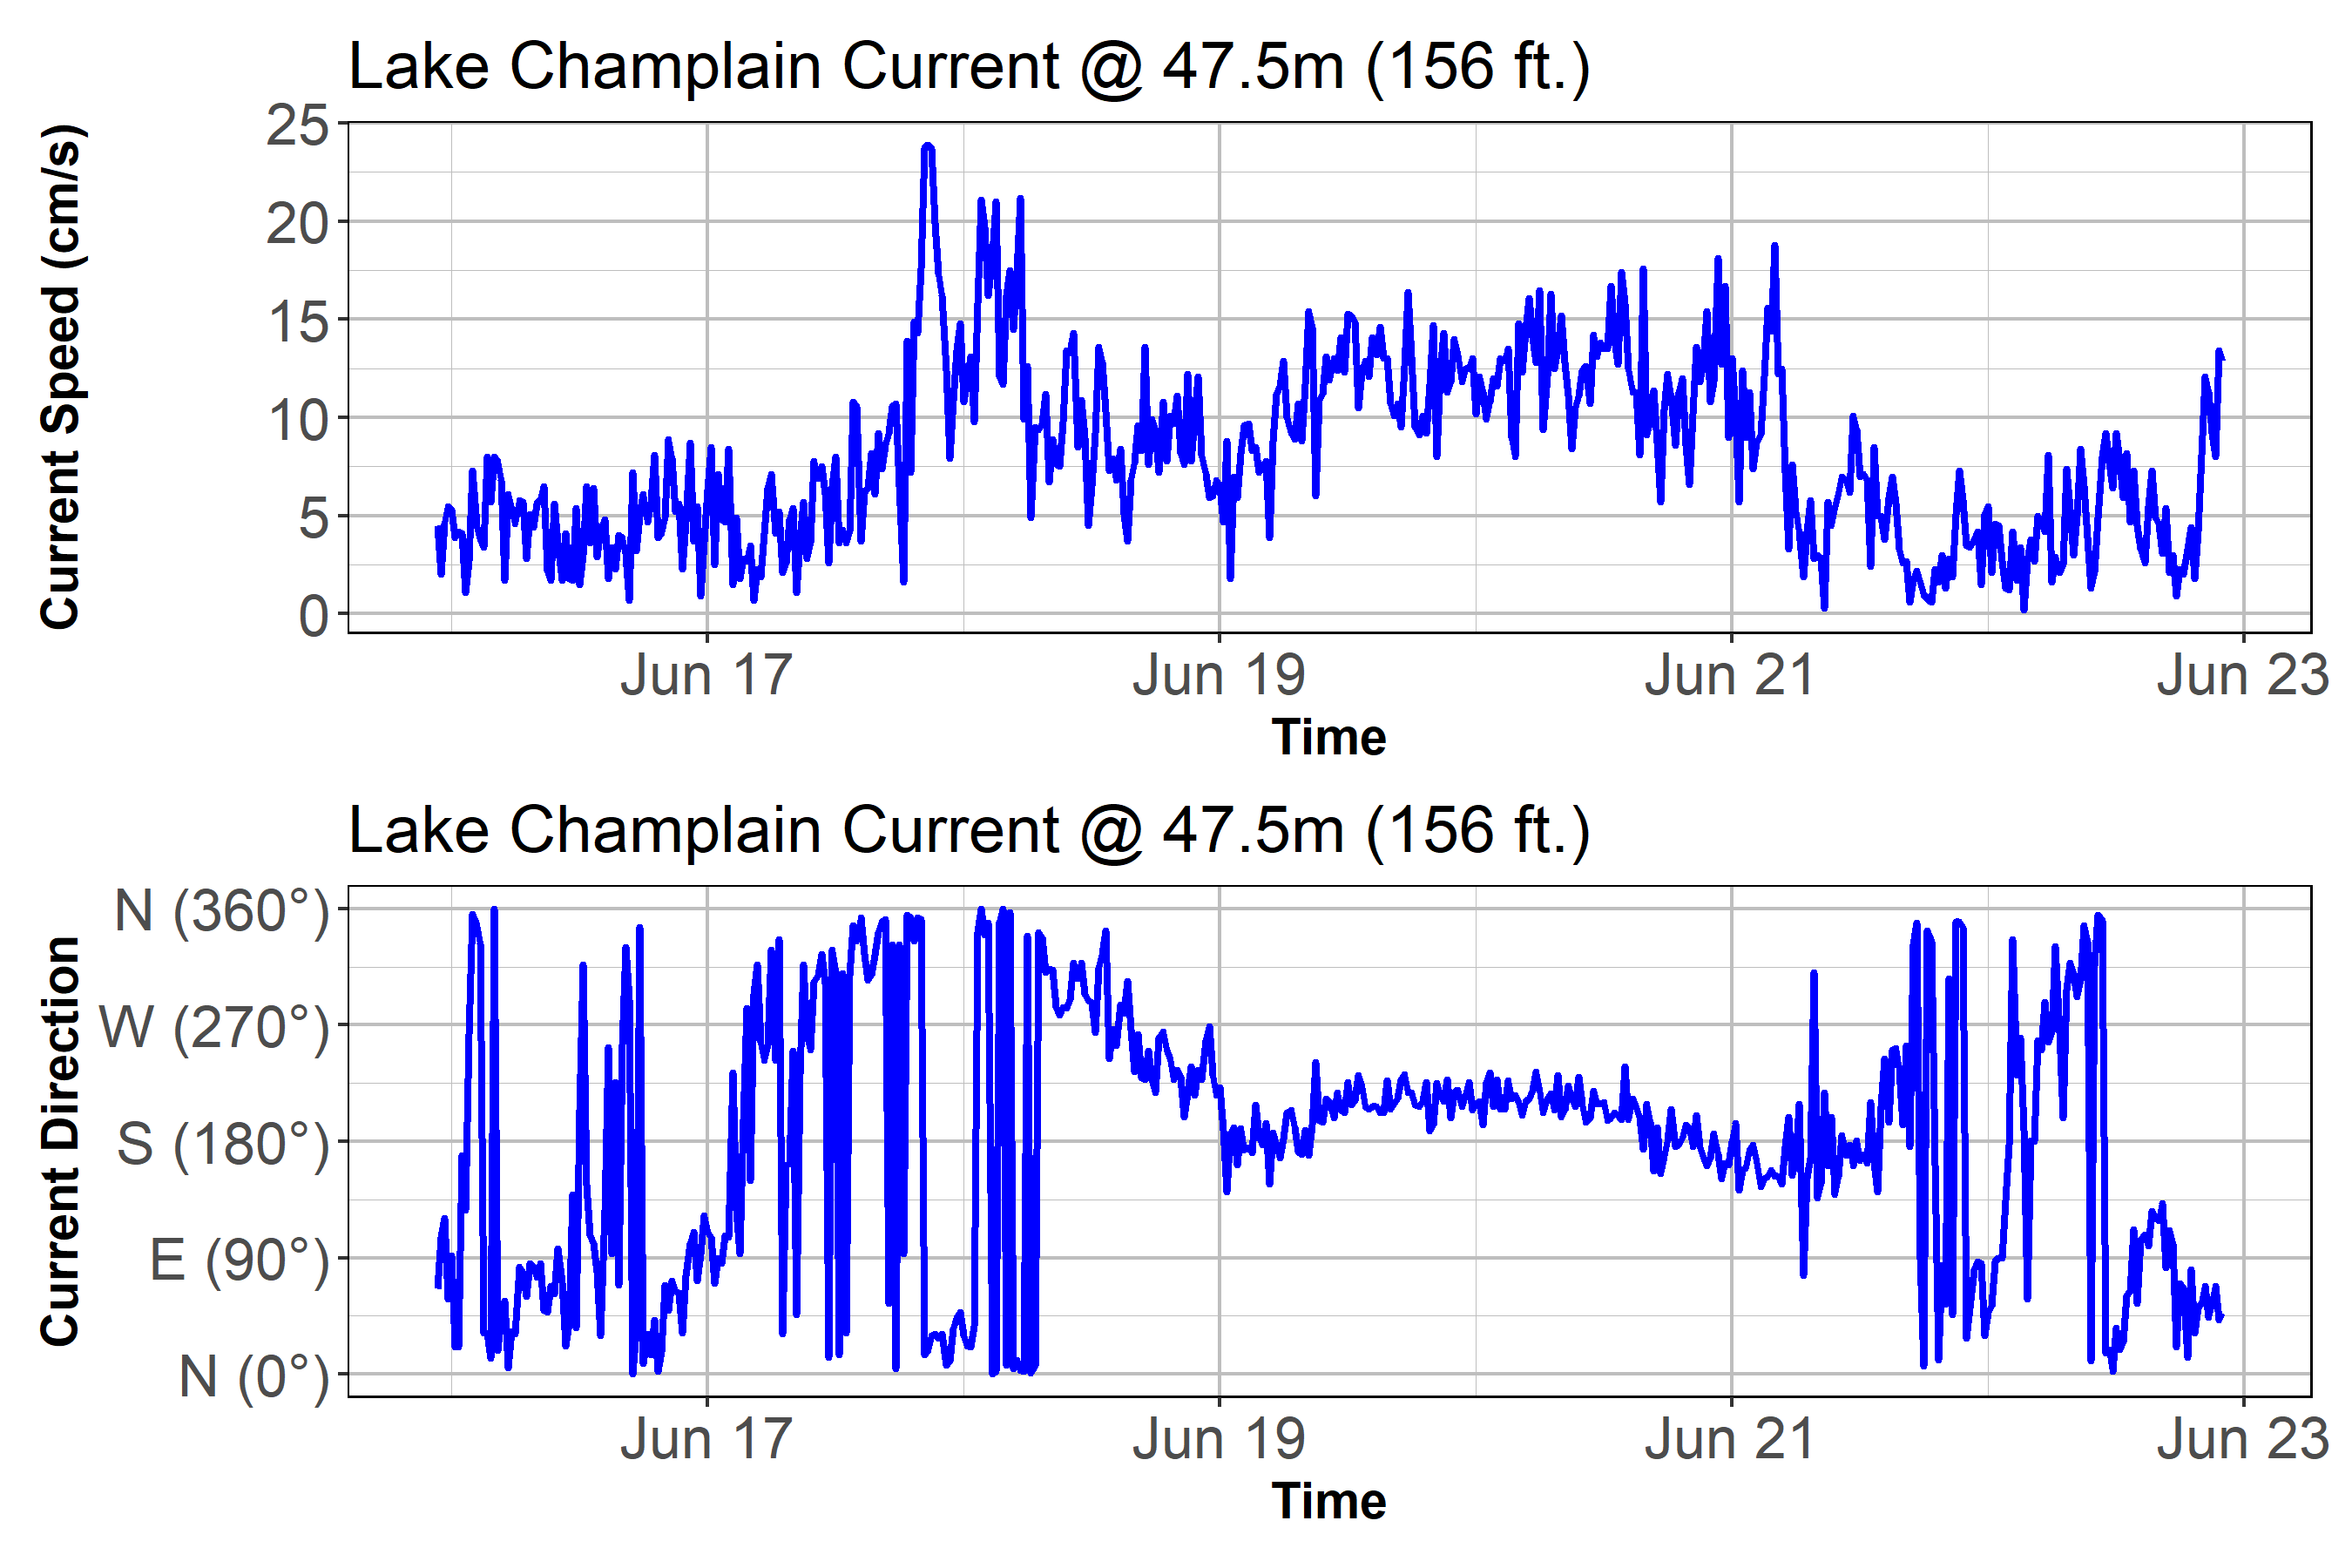 Lake Champlain Current @ 47.5m (156 ft.)
Current Speed (cm/s)
25
20
15
10
5
0
Jun 17 Jun 19 Jun 21 Jun 23
Time
Lake Champlain Current @ 47.5m (156 ft.)
Current Direction
N (360°)
W (270°)
S (180°)
E (90°)
N (0°)
Jun 17 Jun 19 Jun 21 Jun 23
Time